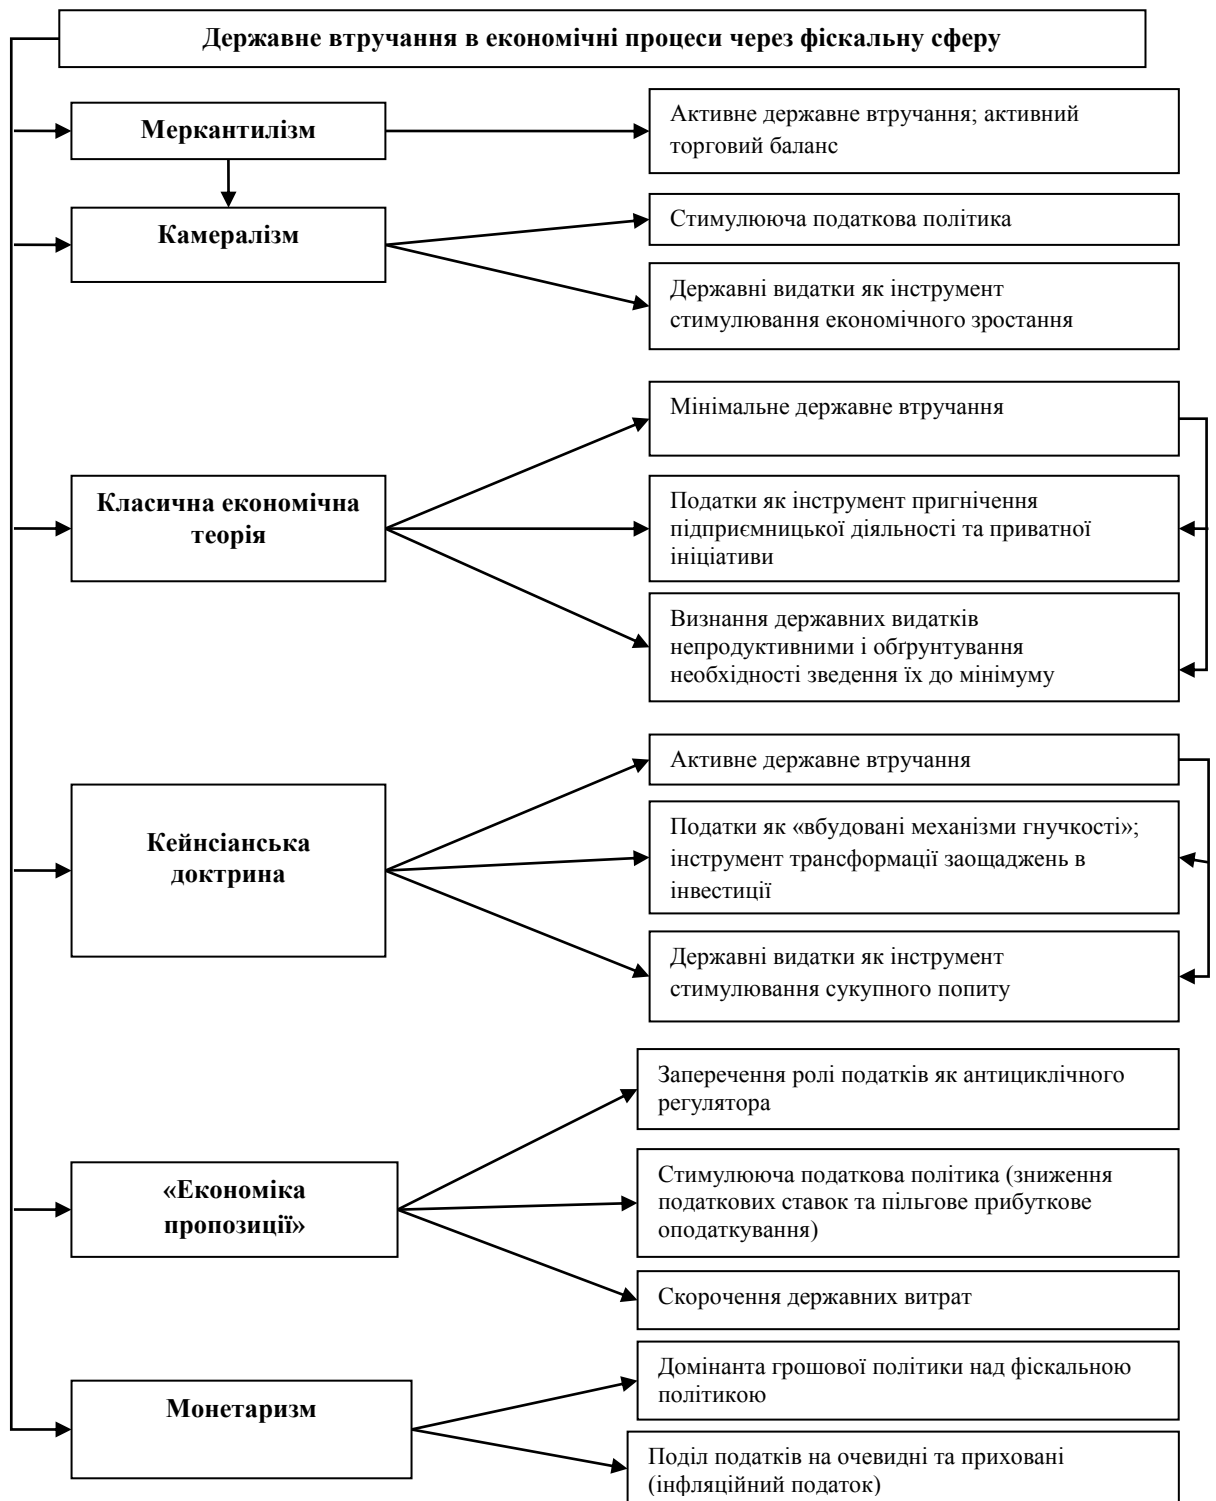 Державне втручання в економічні процеси через фіскальну сферу
Меркантилізм
Активне державне втручання; активний
торговий баланс
Камералізм
Стимулююча податкова політика
Державні видатки як інструмент
стимулювання економічного зростання
Класична економічна
теорія
Мінімальне державне втручання
Податки як інструмент пригнічення
підприємницької діяльності та приватної
ініціативи
Визнання державних видатків
непродуктивними і обґрунтування
необхідності зведення їх до мінімуму
Кейнсіанська
доктрина
Активне державне втручання
Податки як «вбудовані механізми гнучкості»;
інструмент трансформації заощаджень в
інвестиції
Державні видатки як інструмент
стимулювання сукупного попиту
«Економіка
пропозиції»
Заперечення ролі податків як антициклічного
регулятора
Стимулююча податкова політика (зниження
податкових ставок та пільгове прибуткове
оподаткування)
Скорочення державних витрат
Монетаризм
Домінанта грошової політики над фіскальною
політикою
Поділ податків на очевидні та приховані
(інфляційний податок)